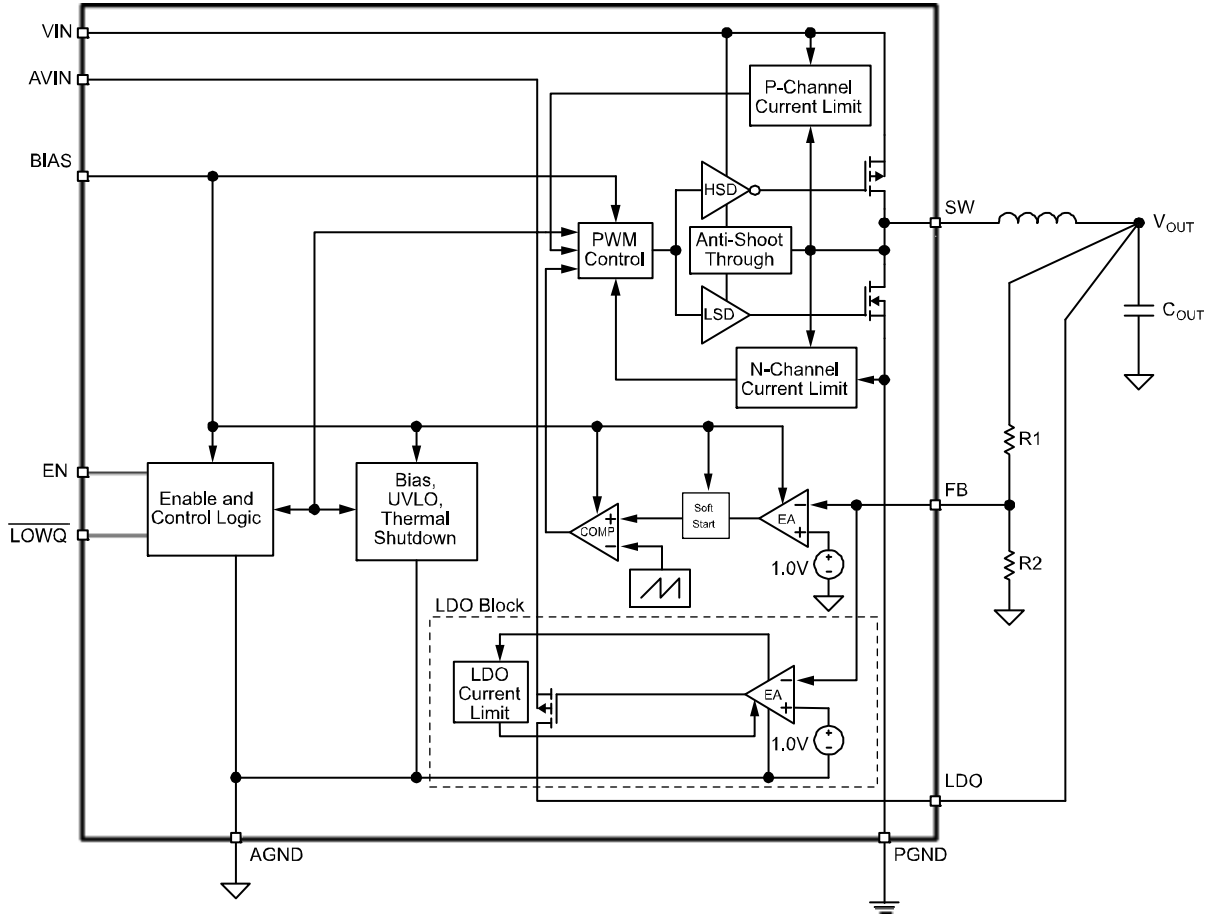 VIN
AVIN
BIAS
P-Channel
Current Limit
HSD
SW
VOUT
PWM
Control
Anti-Shoot
Through
LSD
COUT
N-Channel
Current Limit
R1
EN
LOWQ
Enable and
Control Logic
Bias,
UVLO,
Thermal
Shutdown
+
COMP
−
Soft
Start
−
EA
+
FB
1.0V
+
−
R2
LDO Block
LDO
Current
Limit
−
EA
+
1.0V
+
−
LDO
AGND
PGND